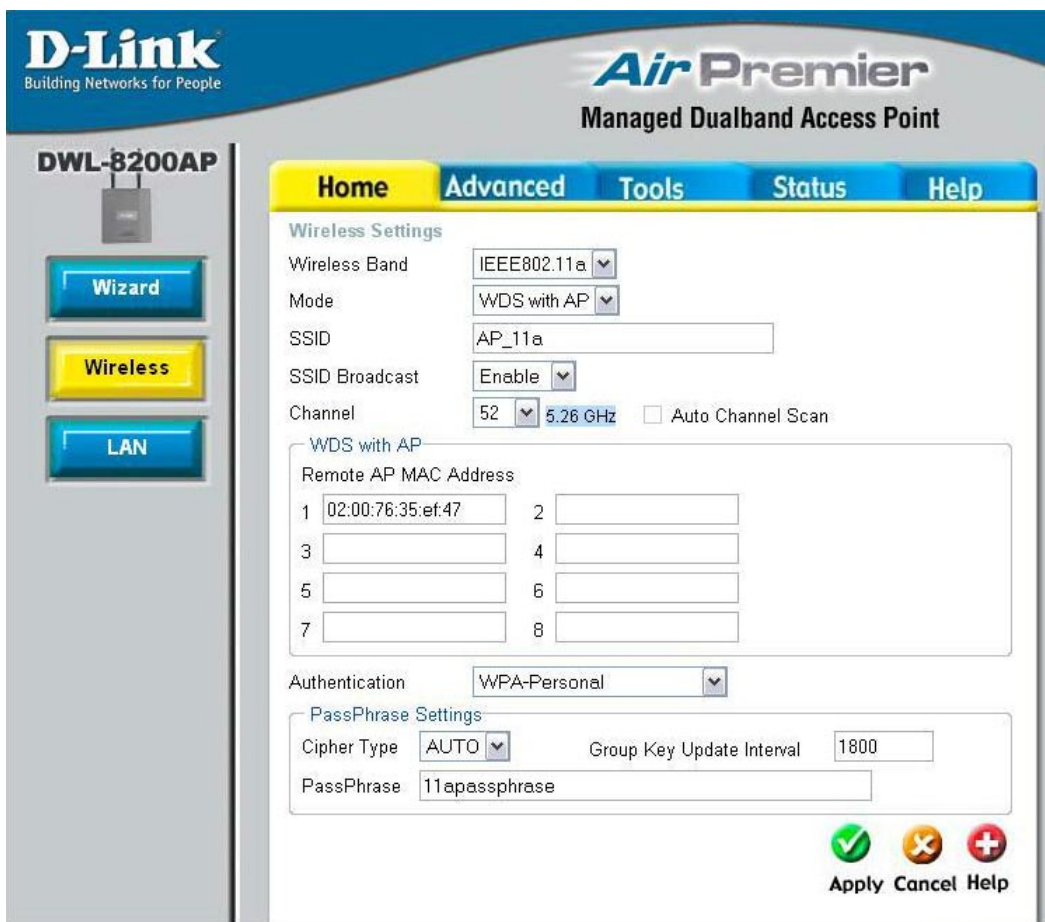 D-Link
Building Networks for People
Air Premier
Managed Dualband Access Point
DWL-8200AP
Home Advanced Tools Status Help
Wizard
Wireless
LAN
Wireless Settings
Wireless Band IEEE802.11a
Mode WDS with AP
SSID AP_11a
SSID Broadcast Enable
Channel 52 5.26 GHz Auto Channel Scan
WDS with AP
Remote AP MAC Address
1 02:00:76:35:ef:47 2
3 4
5 6
7 8
Authentication WPA-Personal
PassPhrase Settings
Cipher Type AUTO Group Key Update Interval 1800
PassPhrase 11apassphrase
Apply Cancel Help